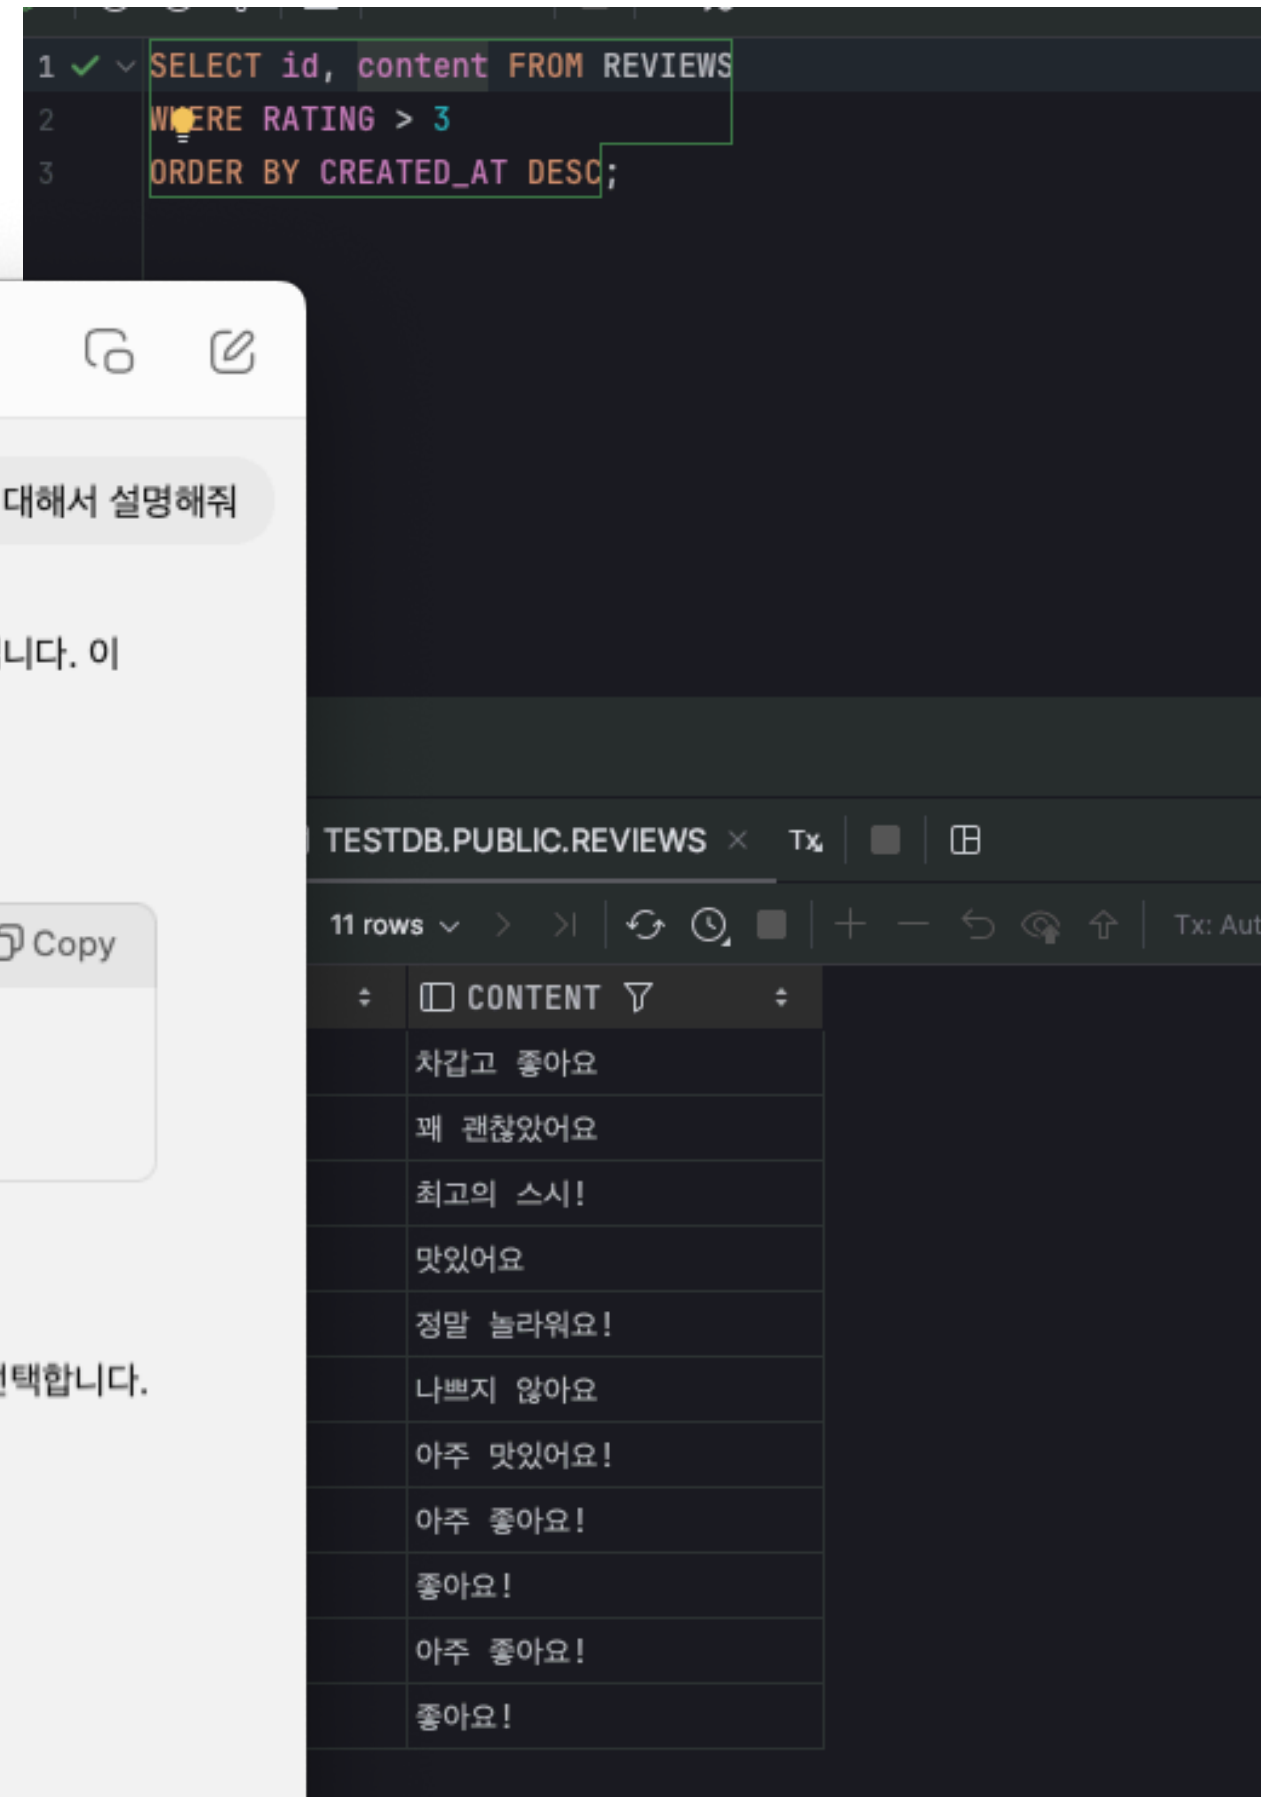 1 SELECT id, content FROM REVIEWS
2 WHERE RATING > 3
3 ORDER BY CREATED_AT DESC;
대해서 설명해줘
니다. 이
Copy
택합니다.
TESTDB.PUBLIC.REVIEWS Tx
11 rows Tx: Aut
CONTENT
차갑고 좋아요
꽤 괜찮았어요
최고의 스시!
맛있어요
정말 놀라워요!
나쁘지 않아요
아주 맛있어요!
아주 좋아요!
좋아요!
아주 좋아요!
좋아요!